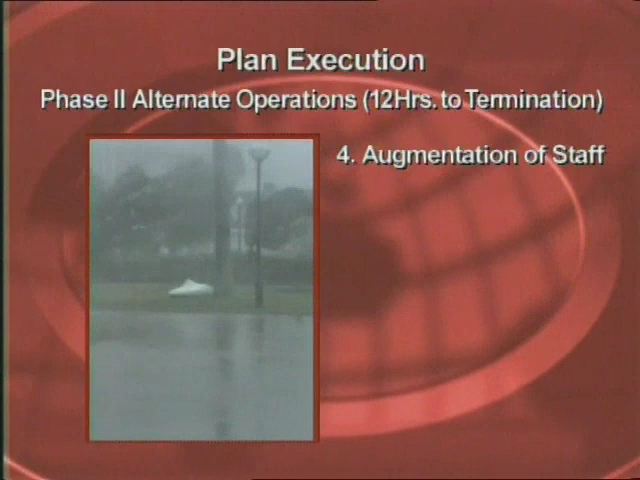 Plan Execution
Phase II Alternate Operations (12Hrs. to Termination)
4. Augmentation of Staff